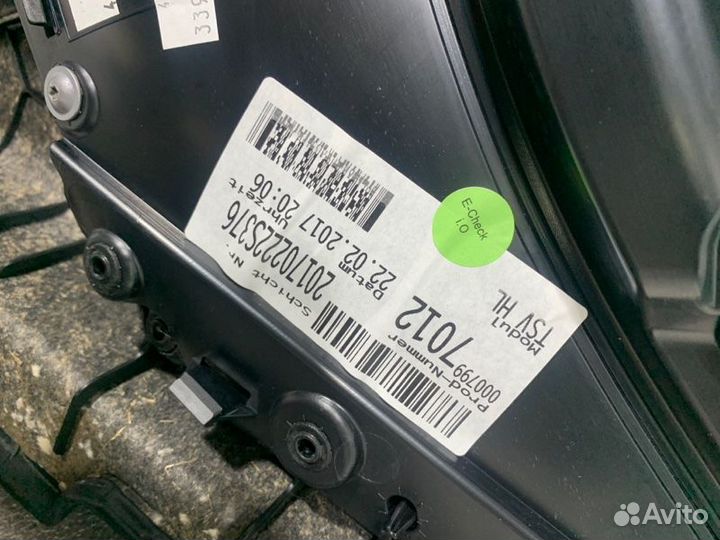 E-Check
i.O
Prod-Nummer
000799 7012
Modul
TSV HL
Schicht Nr.
20170222S376
Datum Uhrzeit
22.02.2017 20:06
Avito